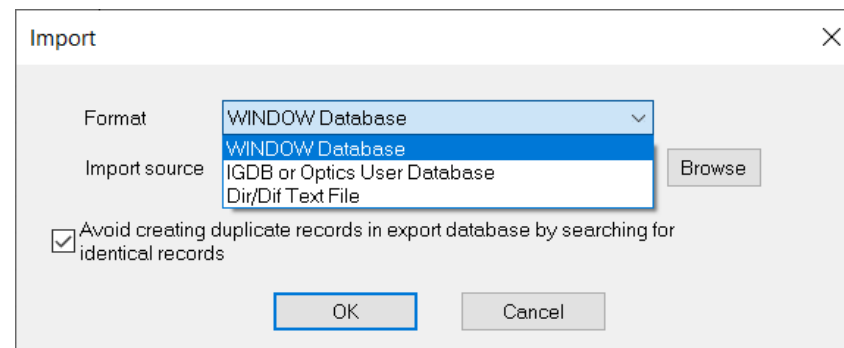 Import
Format
WINDOW Database
WINDOW Database
IGDB or Optics User Database
Dir/Dif Text File
Import source
Browse
Avoid creating duplicate records in export database by searching for
identical records
OK
Cancel